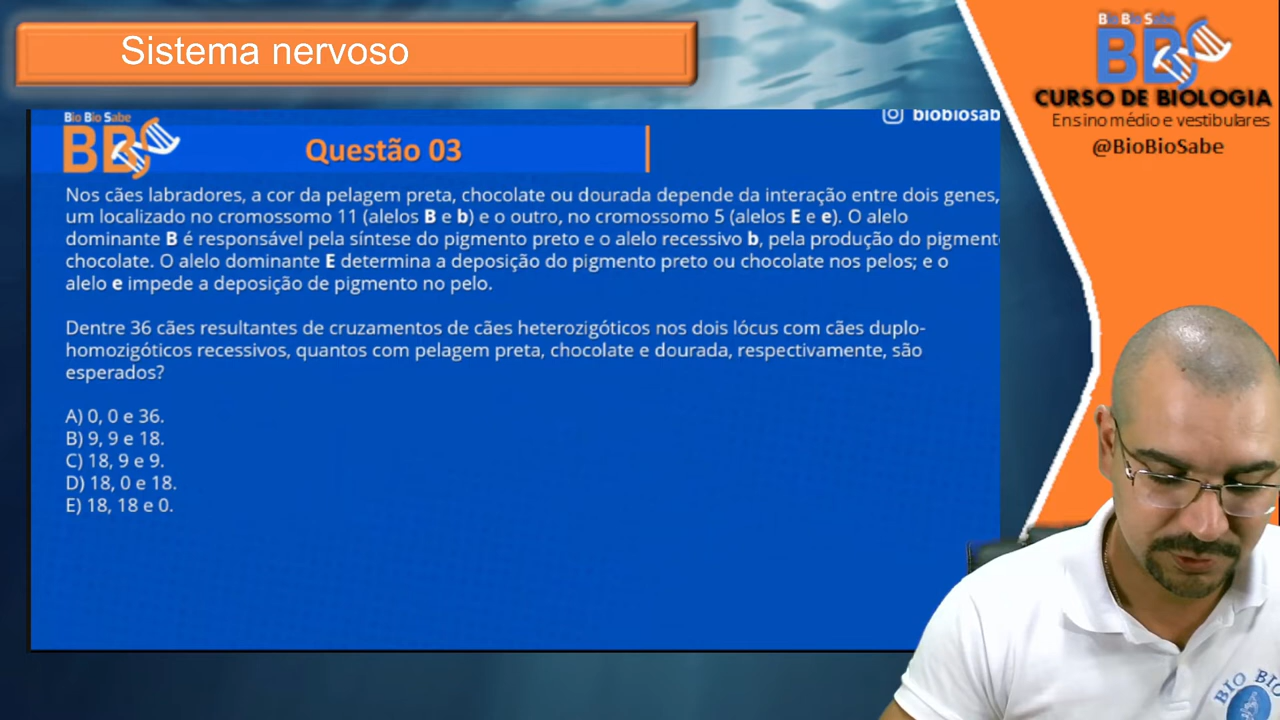 Sistema nervoso
Bio Bio Sabe
BBS
CURSO DE BIOLOGIA
Ensino médio e vestibulares
@BioBioSabe
Bio Bio Sabe
BBS
biobiosab
Questão 03
Nos cães labradores, a cor da pelagem preta, chocolate ou dourada depende da interação entre dois genes,
um localizado no cromossomo 11 (alelos B e b) e o outro, no cromossomo 5 (alelos E e e). O alelo
dominante B é responsável pela síntese do pigmento preto e o alelo recessivo b, pela produção do pigment
chocolate. O alelo dominante E determina a deposição do pigmento preto ou chocolate nos pelos; e o
alelo e impede a deposição de pigmento no pelo.
Dentre 36 cães resultantes de cruzamentos de cães heterozigóticos nos dois lócus com cães duplo-
homozigóticos recessivos, quantos com pelagem preta, chocolate e dourada, respectivamente, são
esperados?
A) 0, 0 e 36.
B) 9, 9 e 18.
C) 18, 9 e 9.
D) 18, 0 e 18.
E) 18, 18 e 0.
BIO BIO